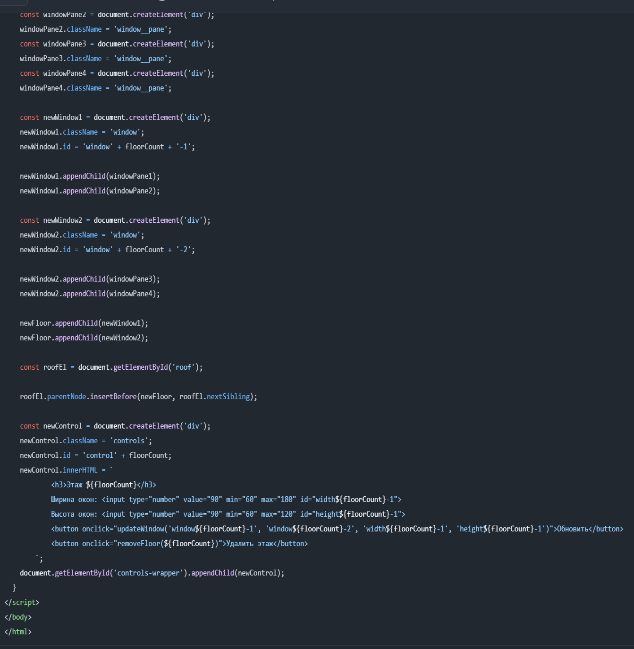 const windowPane2 = document.createElement('div');
windowPane2.className = 'window__pane';
const windowPane3 = document.createElement('div');
windowPane3.className = 'window__pane';
const windowPane4 = document.createElement('div');
windowPane4.className = 'window__pane';
const newWindow1 = document.createElement('div');
newWindow1.className = 'window';
newWindow1.id = 'window' + floorCount + '-1';
newWindow1.appendChild(windowPane1);
newWindow1.appendChild(windowPane2);
const newWindow2 = document.createElement('div');
newWindow2.className = 'window';
newWindow2.id = 'window' + floorCount + '-2';
newWindow2.appendChild(windowPane3);
newWindow2.appendChild(windowPane4);
newFloor.appendChild(newWindow1);
newFloor.appendChild(newWindow2);
const roofEl = document.getElementById('roof');
roofEl.parentNode.insertBefore(newFloor, roofEl.nextSibling);
const newControl = document.createElement('div');
newControl.className = 'controls';
newControl.id = 'control' + floorCount;
newControl.innerHTML = `
<h3>Этаж ${floorCount}</h3>
Ширина окон: <input type="number" value="90" min="60" max="180" id="width${floorCount}-1">
Высота окон: <input type="number" value="90" min="60" max="120" id="height${floorCount}-1">
<button onclick="updateWindow('window${floorCount}-1', 'window${floorCount}-2', 'width${floorCount}-1', 'height${floorCount}-1')">Обновить</button>
<button onclick="removeFloor(${floorCount})">Удалить этаж</button>
`;
document.getElementById('controls-wrapper').appendChild(newControl);
}
</script>
</body>
</html>